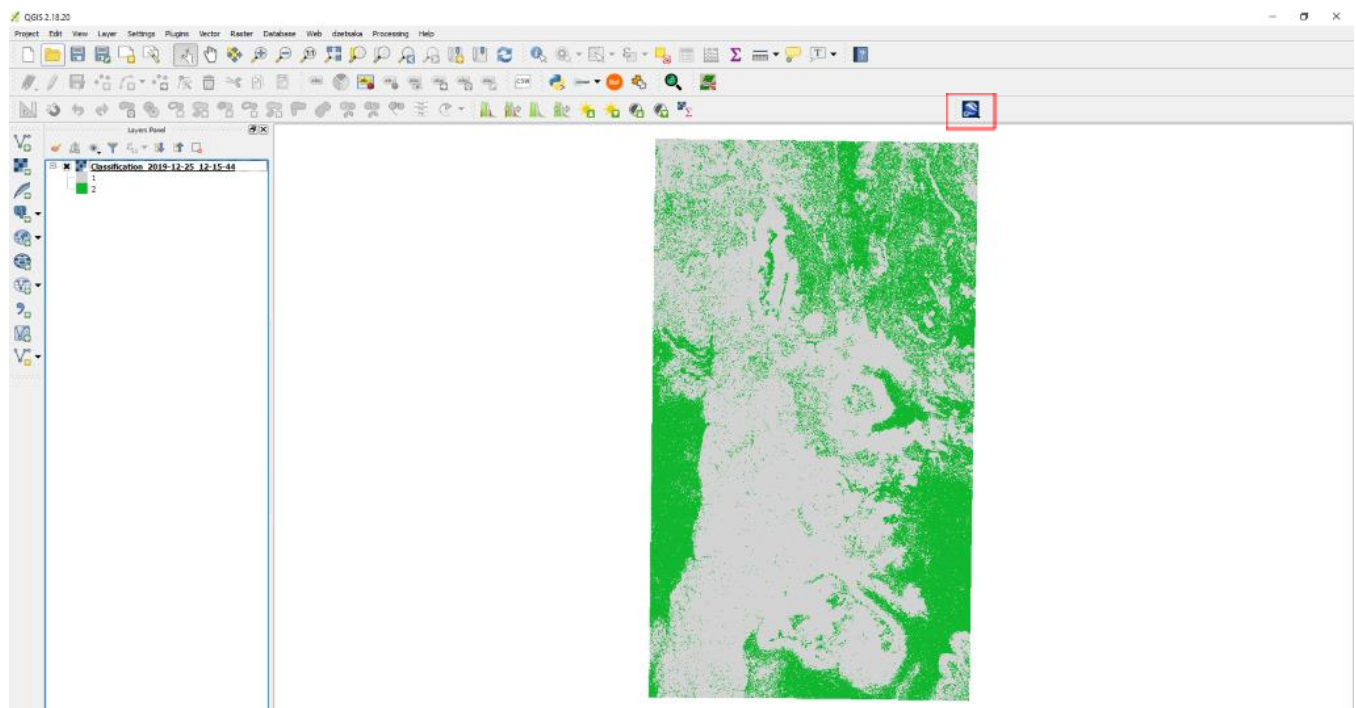 QGIS 2.18.20
Project Edit View Layer Settings Plugins Vector Raster Database Web dzetsaka Processing Help
CSW
Layers Panel
Classification_2019-12-25_12-15-44
1
2